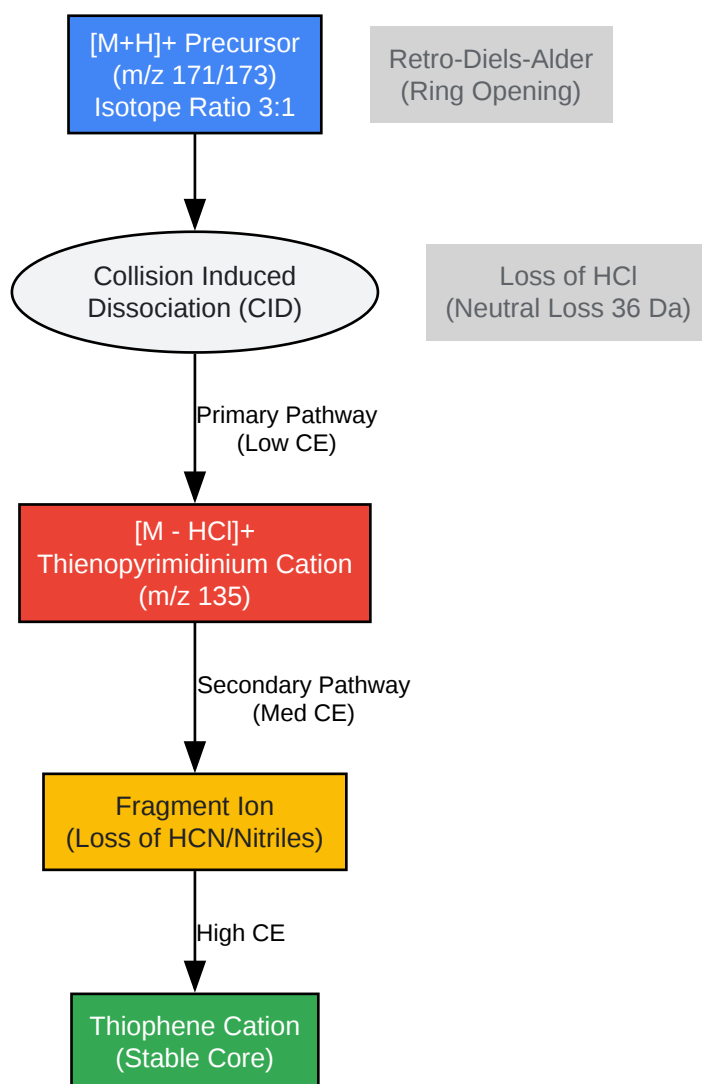 [M+H]+ Precursor
(m/z 171/173)
Isotope Ratio 3:1
Retro-Diels-Alder
(Ring Opening)
Collision Induced
Dissociation (CID)
Loss of HCl
(Neutral Loss 36 Da)
Primary Pathway
(Low CE)
[M - HCl]+
Thienopyrimidinium Cation
(m/z 135)
Secondary Pathway
(Med CE)
Fragment Ion
(Loss of HCN/Nitriles)
High CE
Thiophene Cation
(Stable Core)